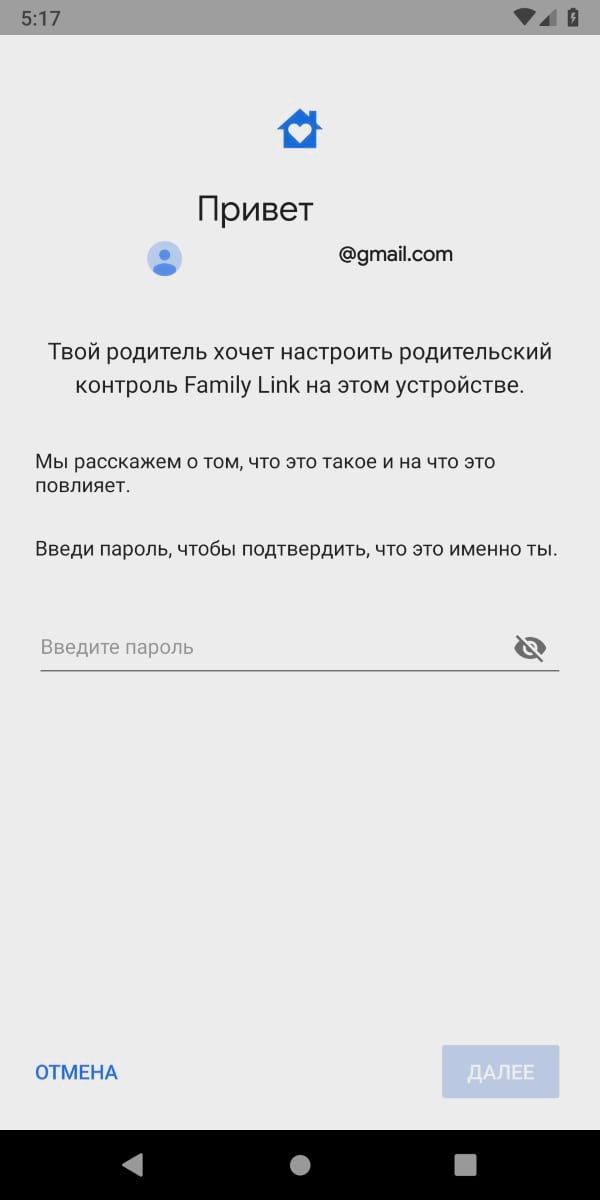 5:17
Привет
@gmail.com
Твой родитель хочет настроить родительский
контроль Family Link на этом устройстве.
Мы расскажем о том, что это такое и на что это
повлияет.
Введи пароль, чтобы подтвердить, что это именно ты.
Введите пароль
ОТМЕНА
ДАЛЕЕ